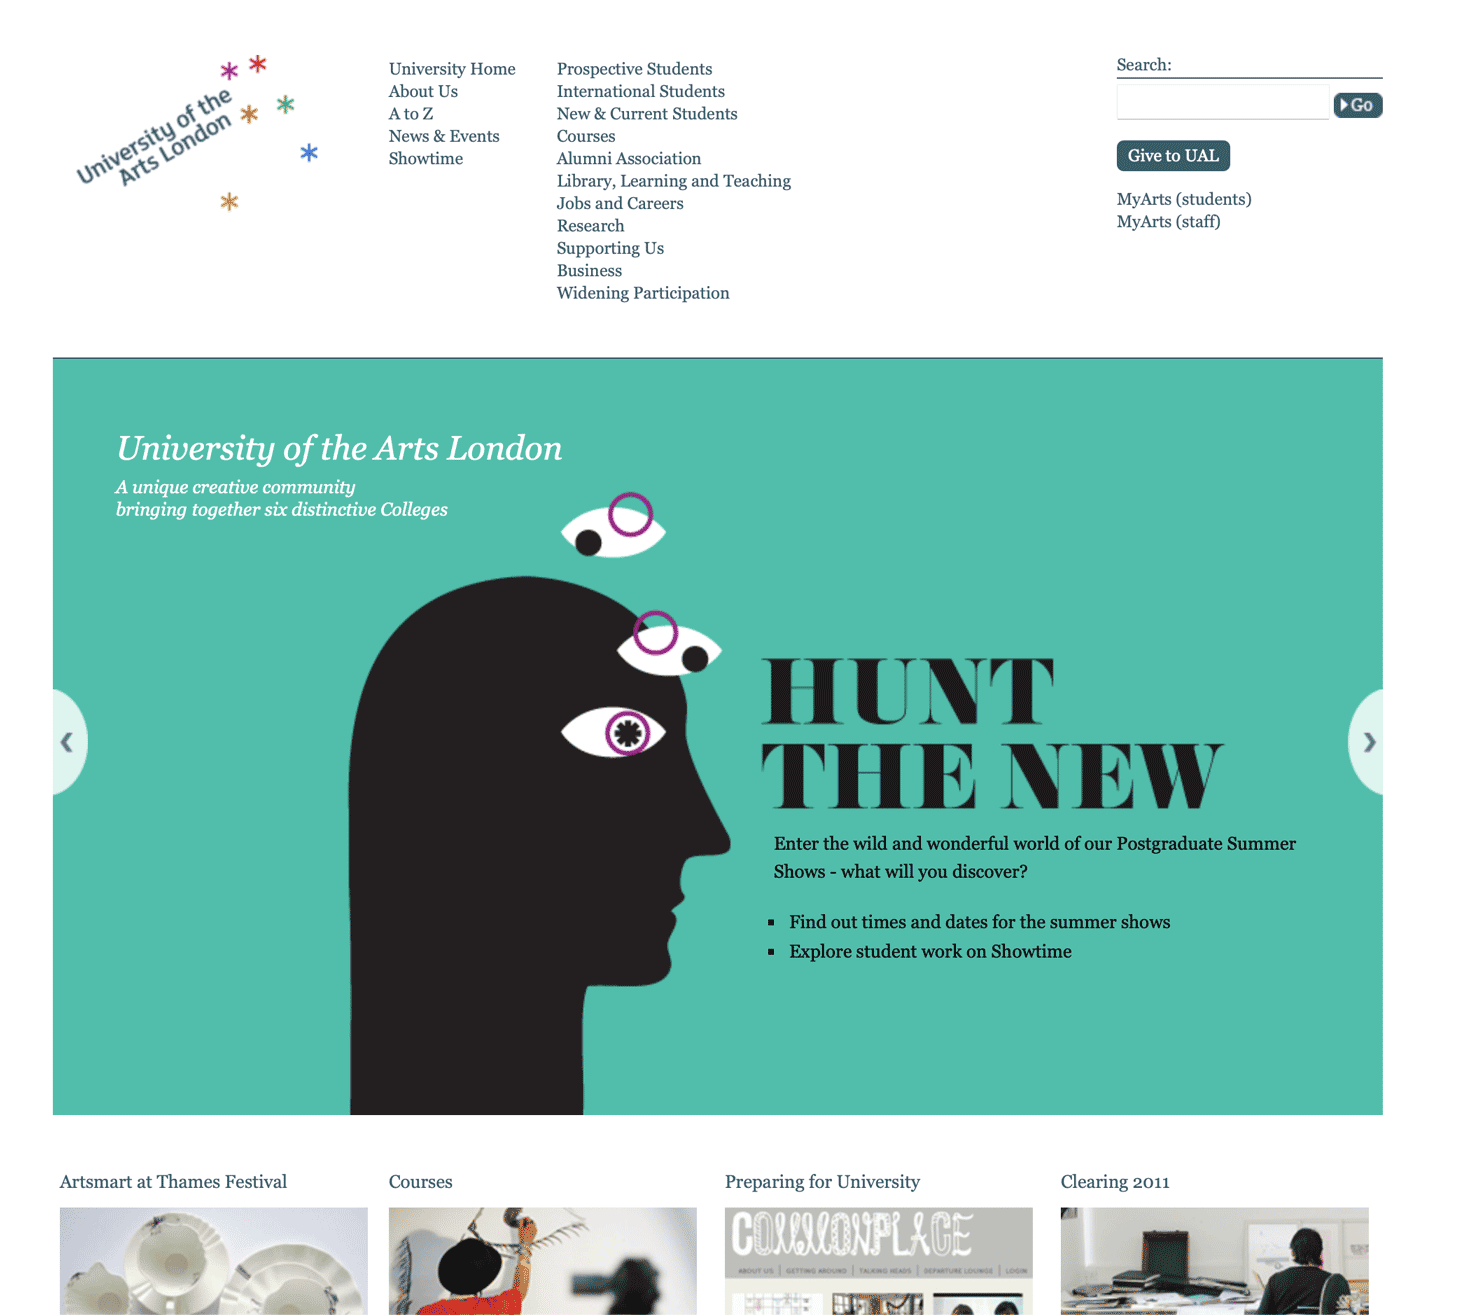 University of the
Arts London
University Home
About Us
A to Z
News & Events
Showtime
Prospective Students
International Students
New & Current Students
Courses
Alumni Association
Library, Learning and Teaching
Jobs and Careers
Research
Supporting Us
Business
Widening Participation
Search:
Go
Give to UAL
MyArts (students)
MyArts (staff)
University of the Arts London
A unique creative community
bringing together six distinctive Colleges
HUNT
THE NEW
Enter the wild and wonderful world of our Postgraduate Summer
Shows - what will you discover?
Find out times and dates for the summer shows
Explore student work on Showtime
Artsmart at Thames Festival
Courses
Preparing for University
Clearing 2011
COMMONPLACE
ABOUT US | GETTING AROUND | TALKING HEADS | DEPARTURE LOUNGE | LOGIN